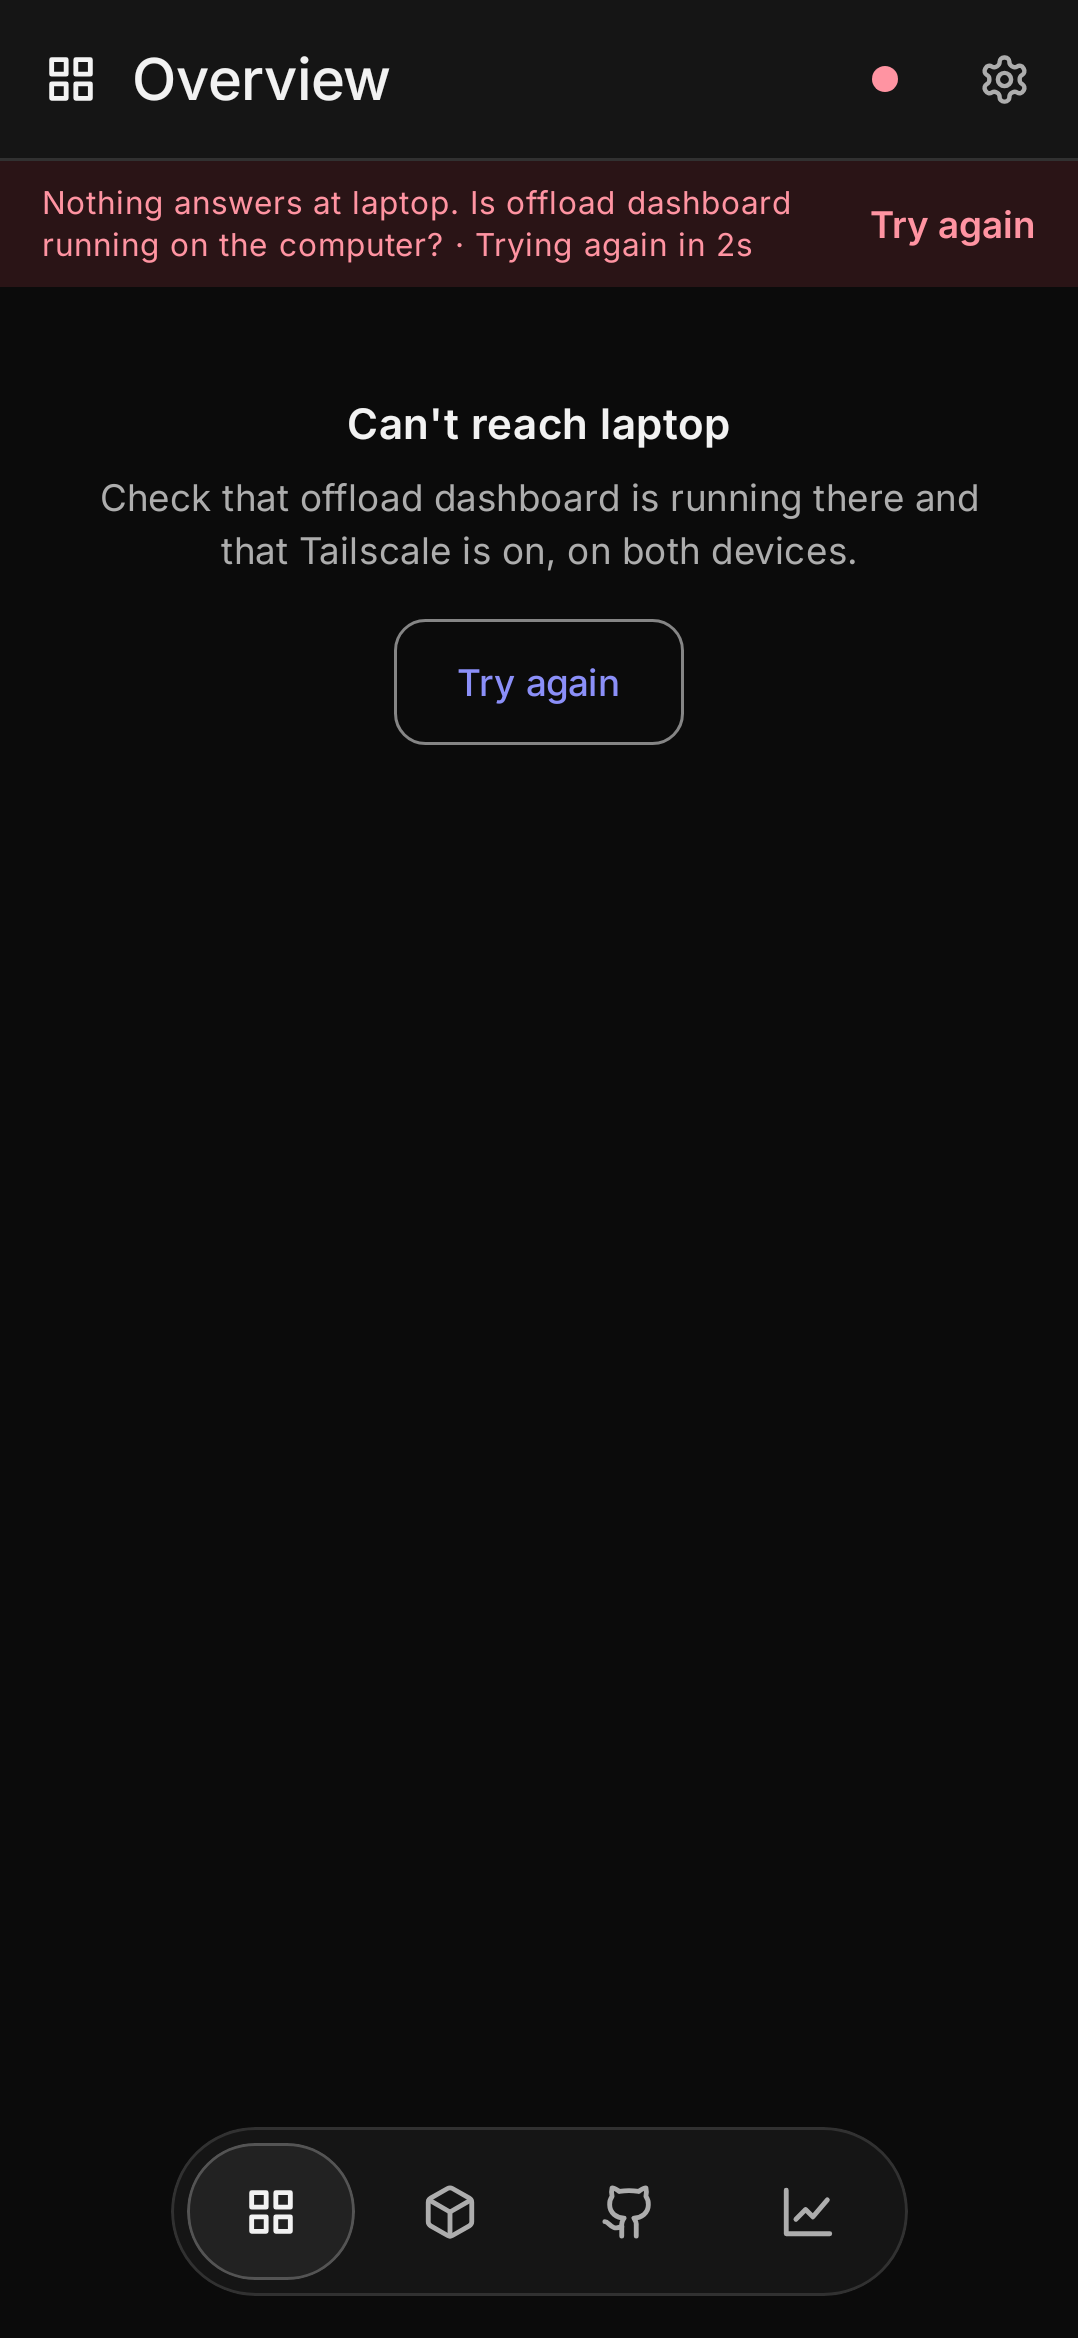 Overview
Nothing answers at laptop. Is offload dashboard
running on the computer? · Trying again in 2s
Try again
Can't reach laptop
Check that offload dashboard is running there and
that Tailscale is on, on both devices.
Try again